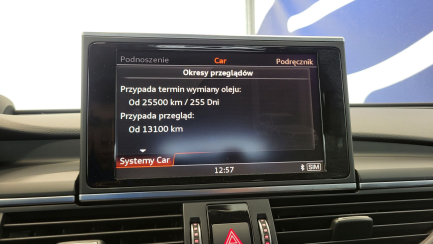 Podnoszenie Car Podręcznik
Okresy przeglądów
Przypada termin wymiany oleju:
Od 25500 km / 255 Dni
Przypada przegląd:
Od 13100 km
Systemy Car
12:57 SIM